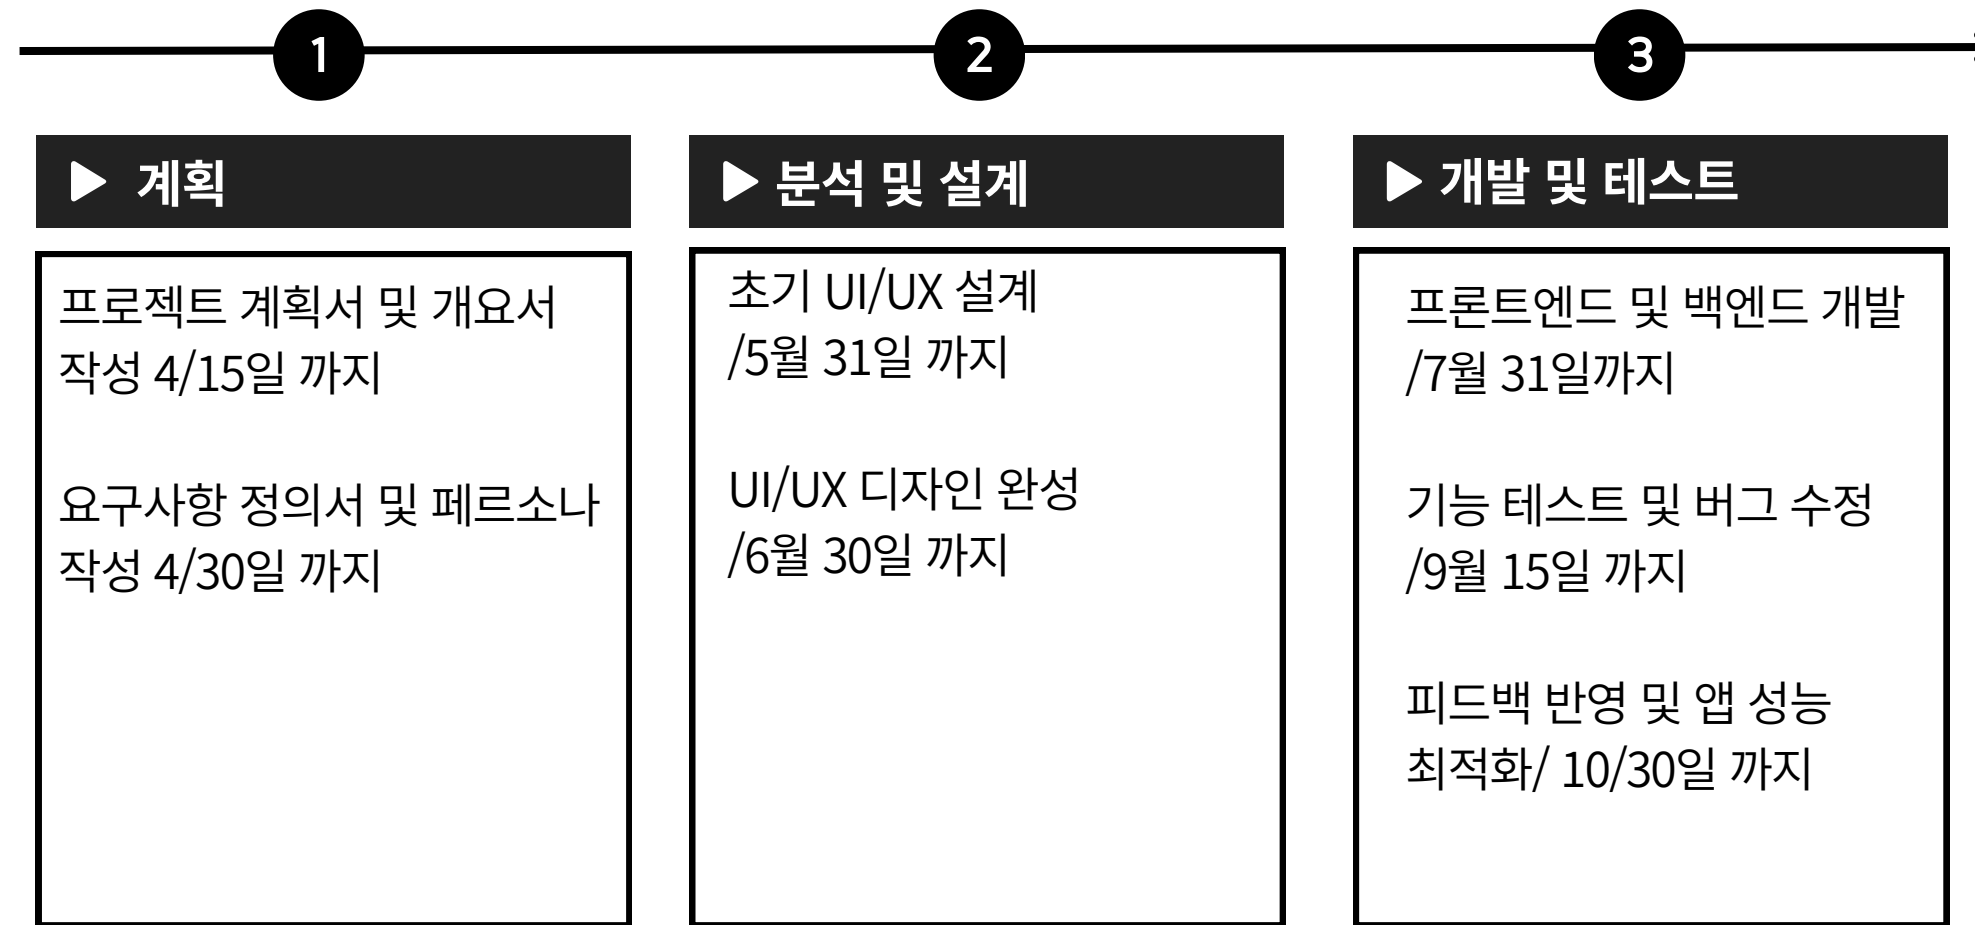 1
2
3
▶ 계획
프로젝트 계획서 및 개요서
작성 4/15일 까지
요구사항 정의서 및 페르소나
작성 4/30일 까지
▶ 분석 및 설계
초기 UI/UX 설계
/5월 31일 까지
UI/UX 디자인 완성
/6월 30일 까지
▶ 개발 및 테스트
프론트엔드 및 백엔드 개발
/7월 31일까지
기능 테스트 및 버그 수정
/9월 15일 까지
피드백 반영 및 앱 성능
최적화/ 10/30일 까지